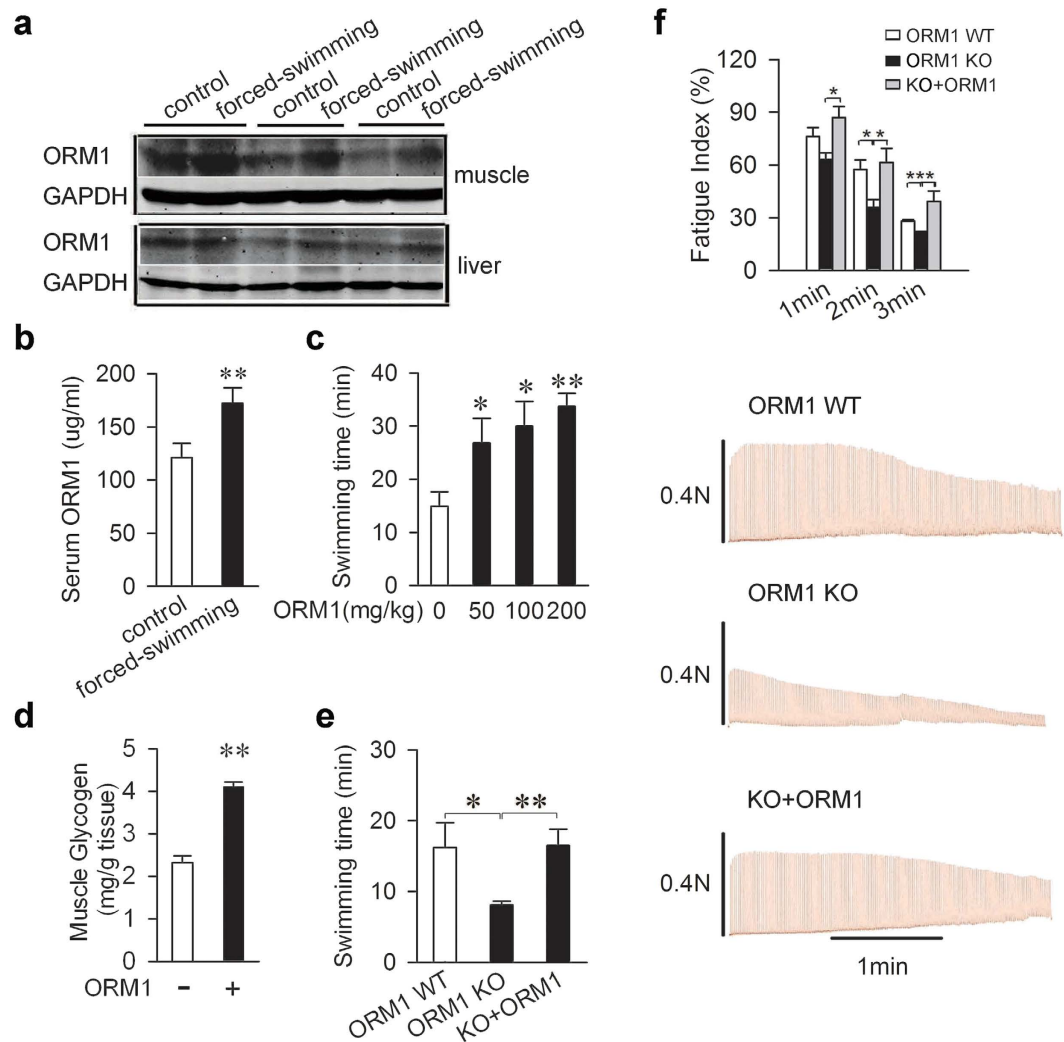 a
control
forced-swimming
control
forced-swimming
control
forced-swimming
ORM1
GAPDH
muscle
ORM1
GAPDH
liver
b
Serum ORM1 (ug/ml)
200
150
100
50
0
**
control
forced-swimming
c
Swimming time (min)
40
30
20
10
0
*
*
**
ORM1(mg/kg) 0 50 100 200
d
Muscle Glycogen
(mg/g tissue)
5
4
3
2
1
0
**
ORM1 - +
e
Swimming time (min)
30
20
10
0
*
**
ORM1 WT
ORM1 KO
KO+ORM1
f
ORM1 WT
ORM1 KO
KO+ORM1
Fatigue Index (%)
120
90
60
30
0
*
**
***
1min
2min
3min
ORM1 WT
0.4N
ORM1 KO
0.4N
KO+ORM1
0.4N
1min